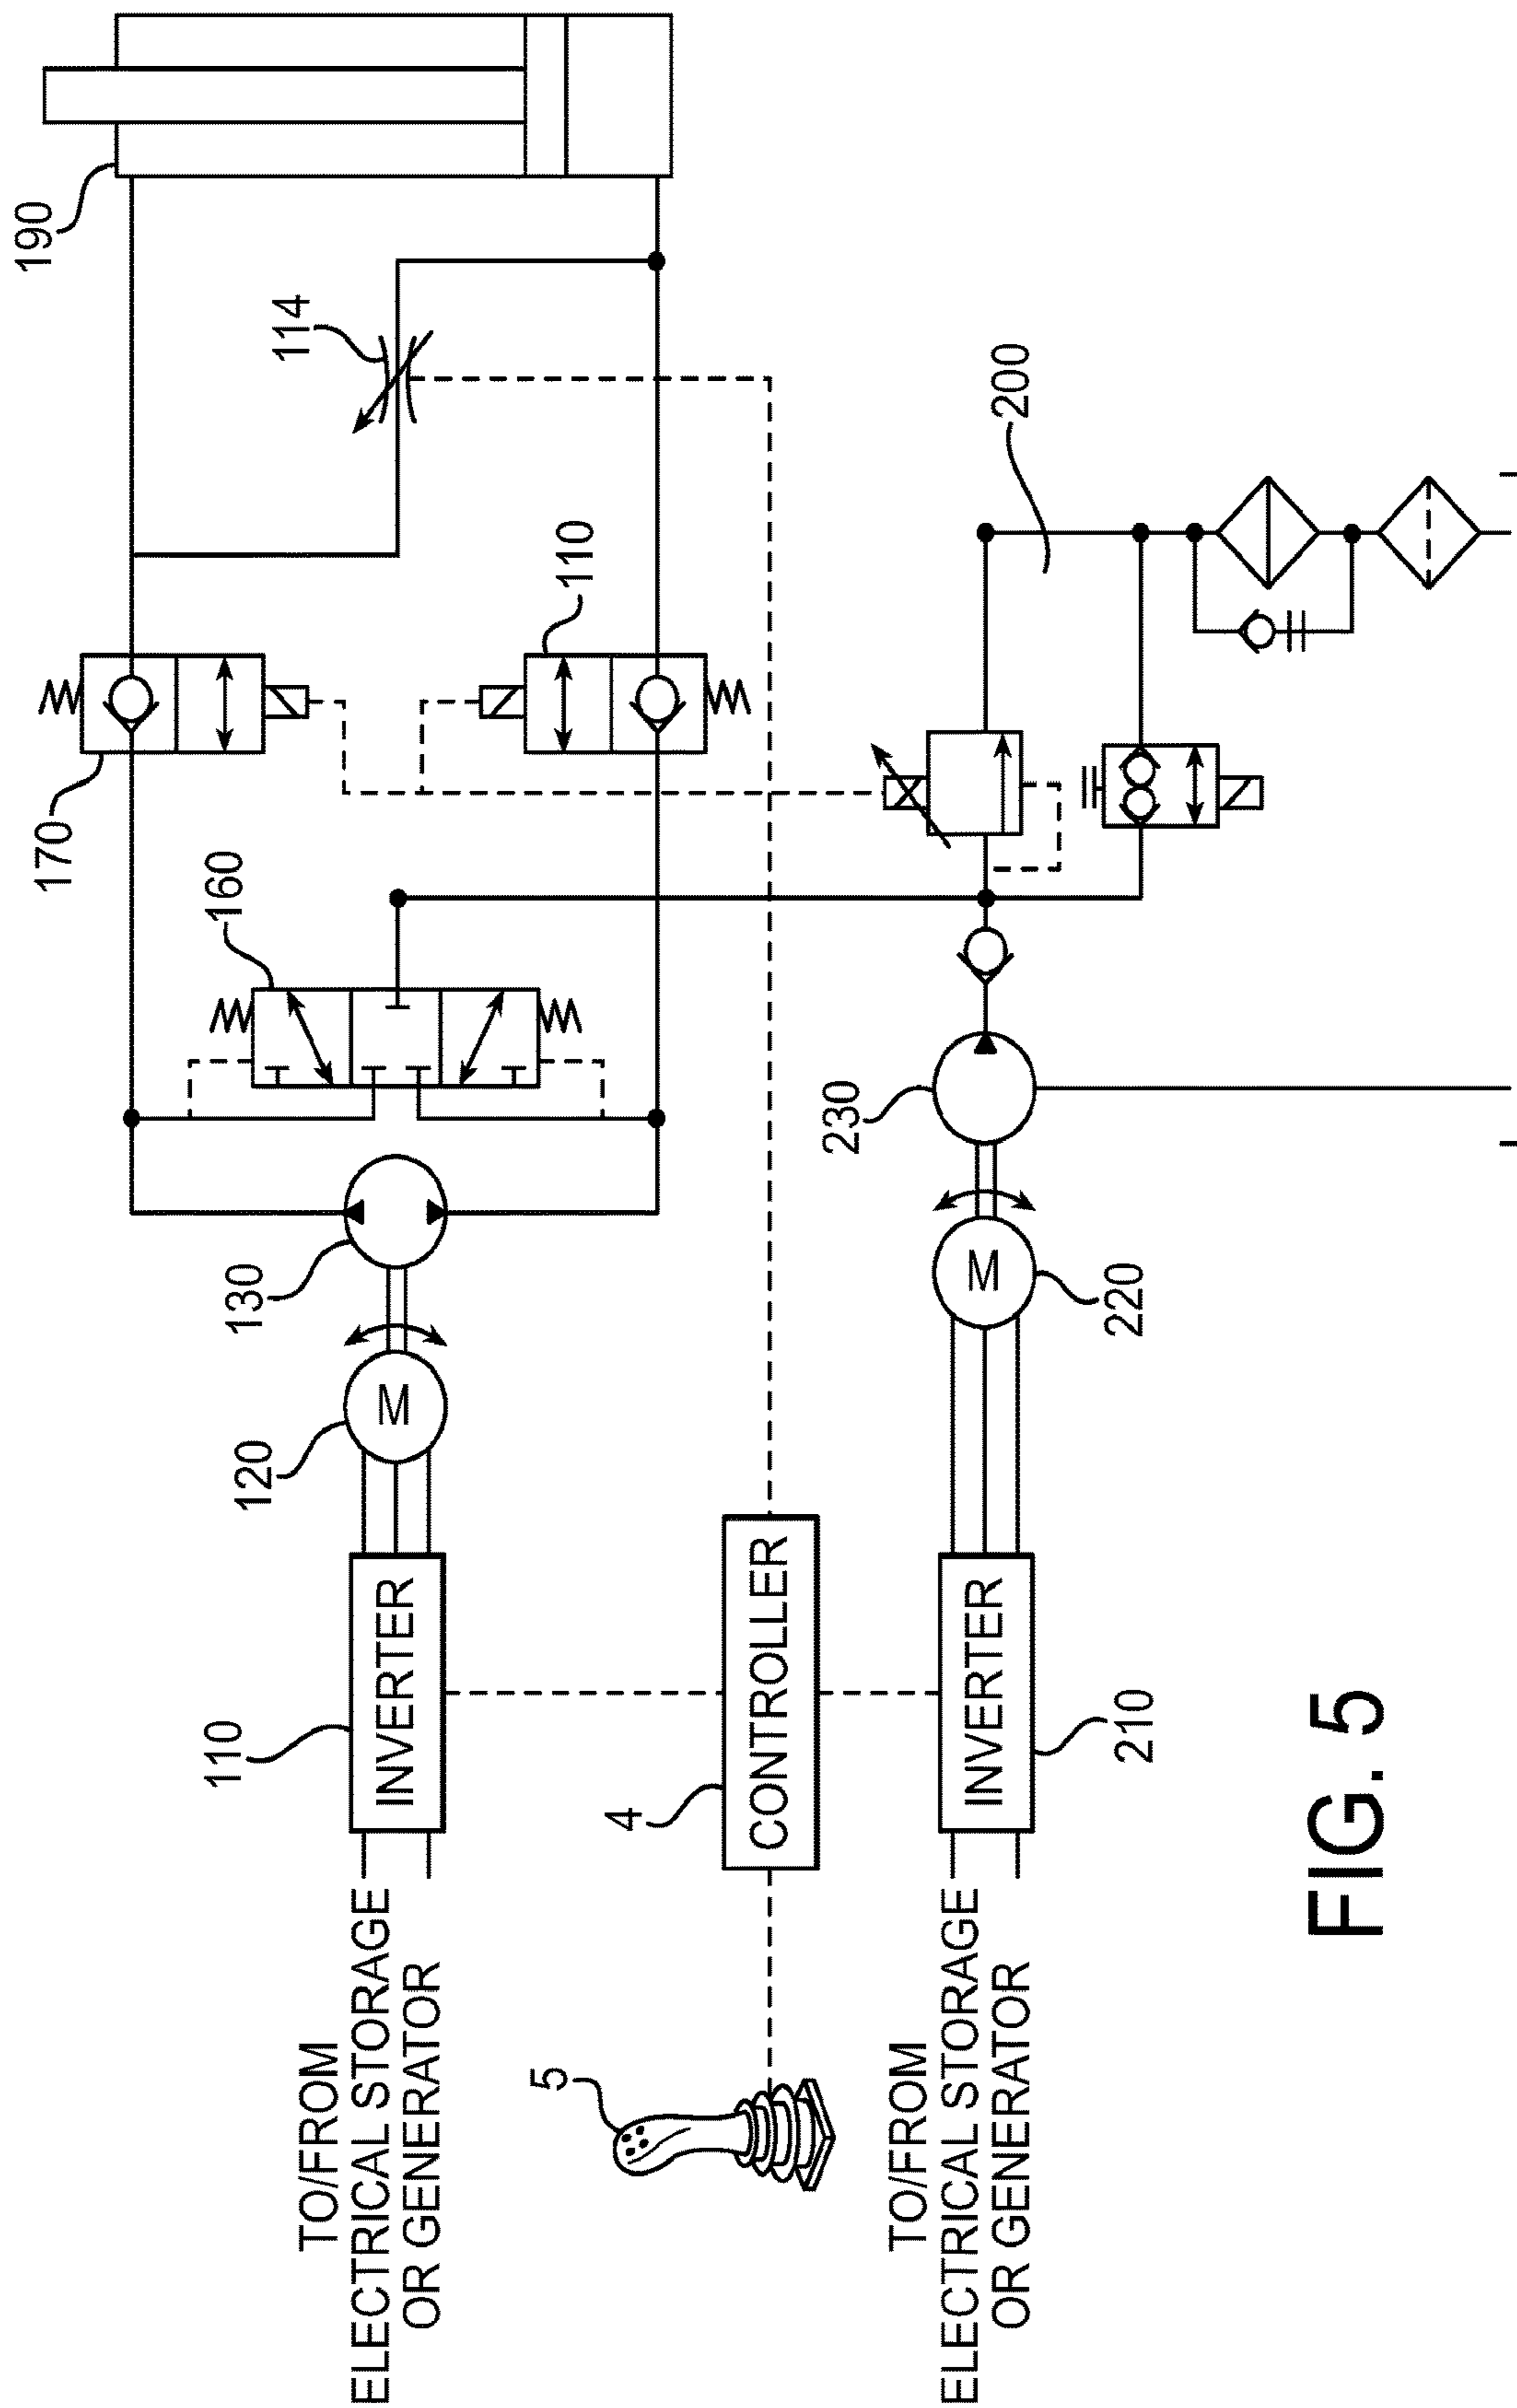 190
114
170
160
110
200
130
120
230
220
110
INVERTER
4
CONTROLLER
INVERTER
210
5
TO/FROM
ELECTRICAL STORAGE
OR GENERATOR
TO/FROM
ELECTRICAL STORAGE
OR GENERATOR
M
M
FIG. 5